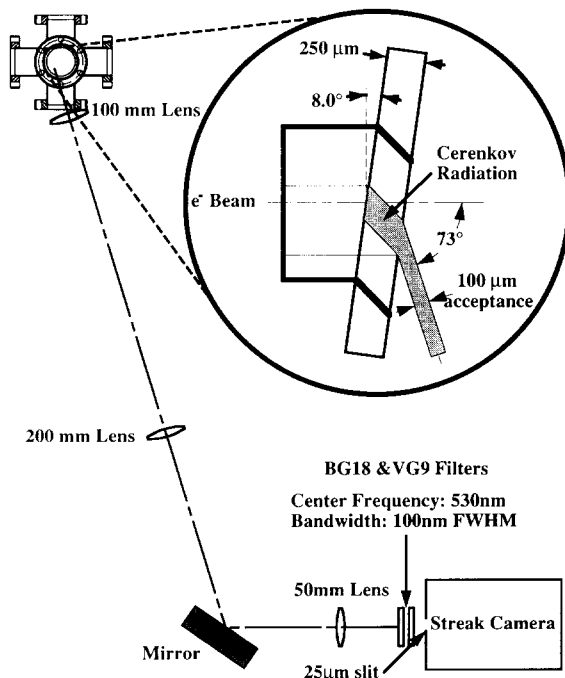 250 μm
8.0°
100 mm Lens
Cerenkov
Radiation
e⁻ Beam
73°
100 μm
acceptance
200 mm Lens
BG18 &VG9 Filters
Center Frequency: 530nm
Bandwidth: 100nm FWHM
50mm Lens
Streak Camera
Mirror
25μm slit